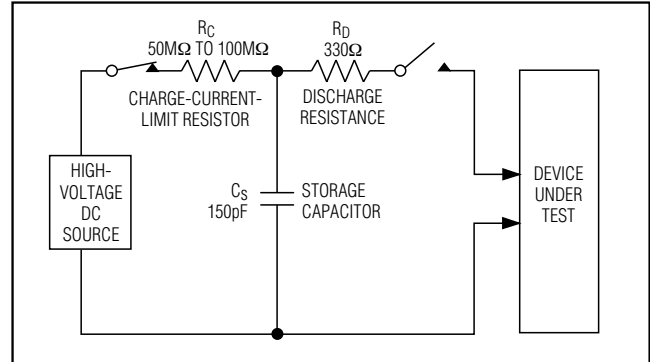 R_C
50MΩ TO 100MΩ
CHARGE-CURRENT-
LIMIT RESISTOR
R_D
330Ω
DISCHARGE
RESISTANCE
HIGH-
VOLTAGE
DC
SOURCE
C_S
150pF
STORAGE
CAPACITOR
DEVICE
UNDER
TEST